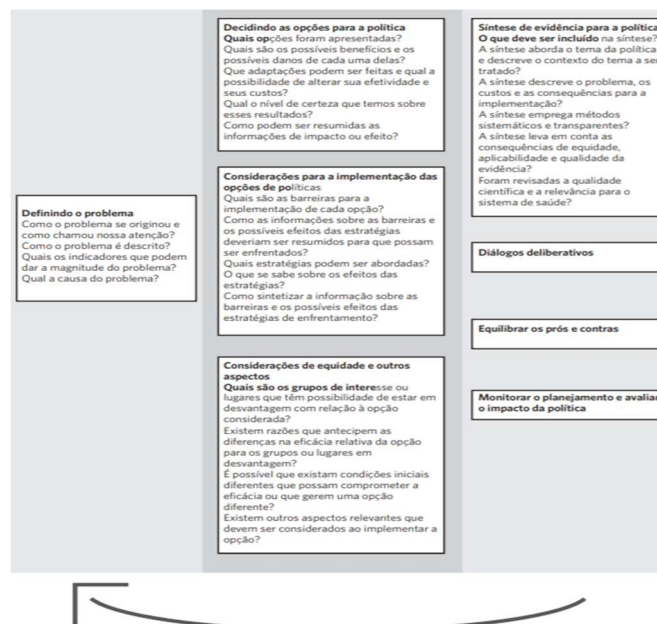 Definindo o problema
Como o problema se originou e
como chamou nossa atenção?
Como o problema é descrito?
Quais os indicadores que podem
dar a magnitude do problema?
Qual a causa do problema?
Decidindo as opções para a política
Quais opções foram apresentadas?
Quais são os possíveis benefícios e os
possíveis danos de cada uma delas?
Que adaptações podem ser feitas e qual a
possibilidade de alterar sua efetividade e
seus custos?
Qual o nível de certeza que temos sobre
esses resultados?
Como podem ser resumidas as
informações de impacto ou efeito?
Considerações para a implementação das
opções de políticas
Quais são as barreiras para a
implementação de cada opção?
Como as informações sobre as barreiras e
os possíveis efeitos das estratégias
deveriam ser resumidos para que possam
ser enfrentados?
Quais estratégias podem ser abordadas?
O que se sabe sobre os efeitos das
estratégias?
Como sintetizar a informação sobre as
barreiras e os possíveis efeitos das
estratégias de enfrentamento?
Considerações de equidade e outros
aspectos
Quais são os grupos de interesse ou
lugares que têm possibilidade de estar em
desvantagem com relação à opção
considerada?
Existem razões que antecipem as
diferenças na eficácia relativa da opção
para os grupos ou lugares em
desvantagem?
É possível que existam condições iniciais
diferentes que possam comprometer a
eficácia ou que gerem uma opção
diferente?
Existem outros aspectos relevantes que
devem ser considerados ao implementar a
opção?
Síntese de evidência para a política
O que deve ser incluído na síntese?
A síntese aborda o tema da política
e descreve o contexto do tema a ser
tratado?
A síntese descreve o problema, os
custos e as consequências para a
implementação?
A síntese emprega métodos
sistemáticos e transparentes?
A síntese leva em conta as
consequências de equidade,
aplicabilidade e qualidade da
evidência?
Foram revisadas a qualidade
científica e a relevância para o
sistema de saúde?
Diálogos deliberativos
Equilibrar os prós e contras
Monitorar o planejamento e avaliar
o impacto da política